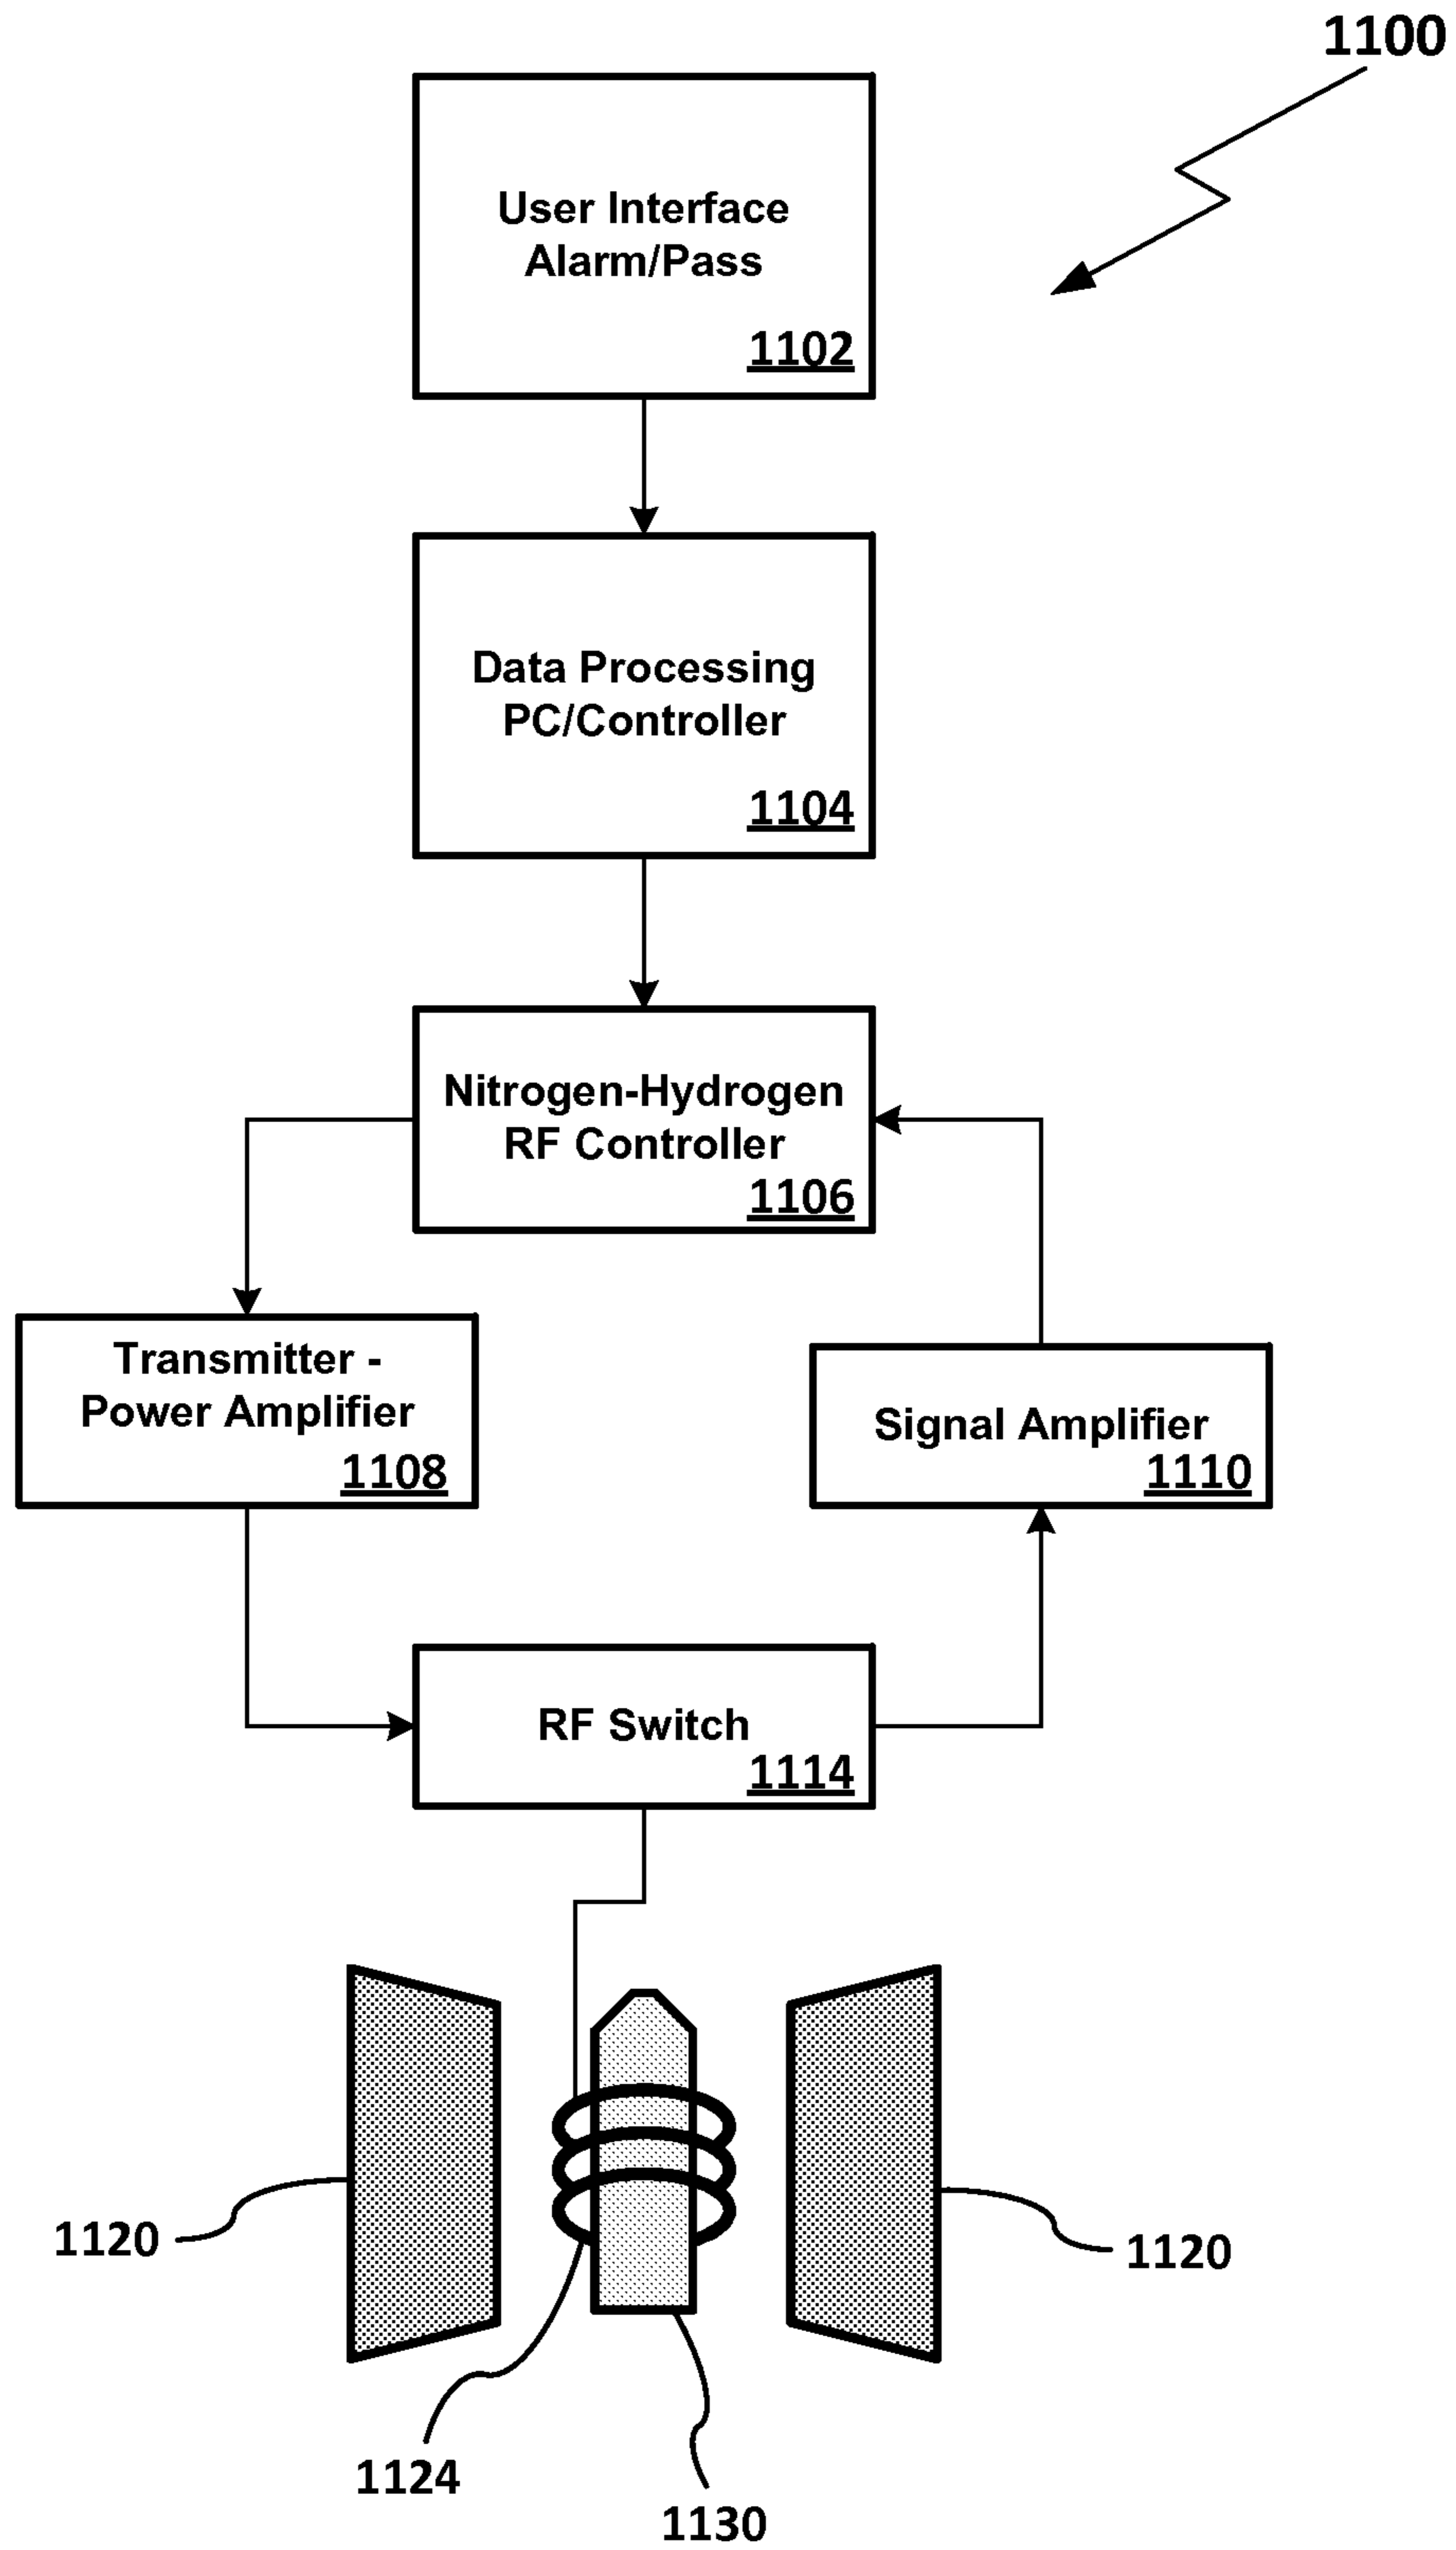 1100
User Interface
Alarm/Pass
1102
Data Processing
PC/Controller
1104
Nitrogen-Hydrogen
RF Controller
1106
Transmitter -
Power Amplifier
1108
Signal Amplifier
1110
RF Switch
1114
1120
1120
1124
1130